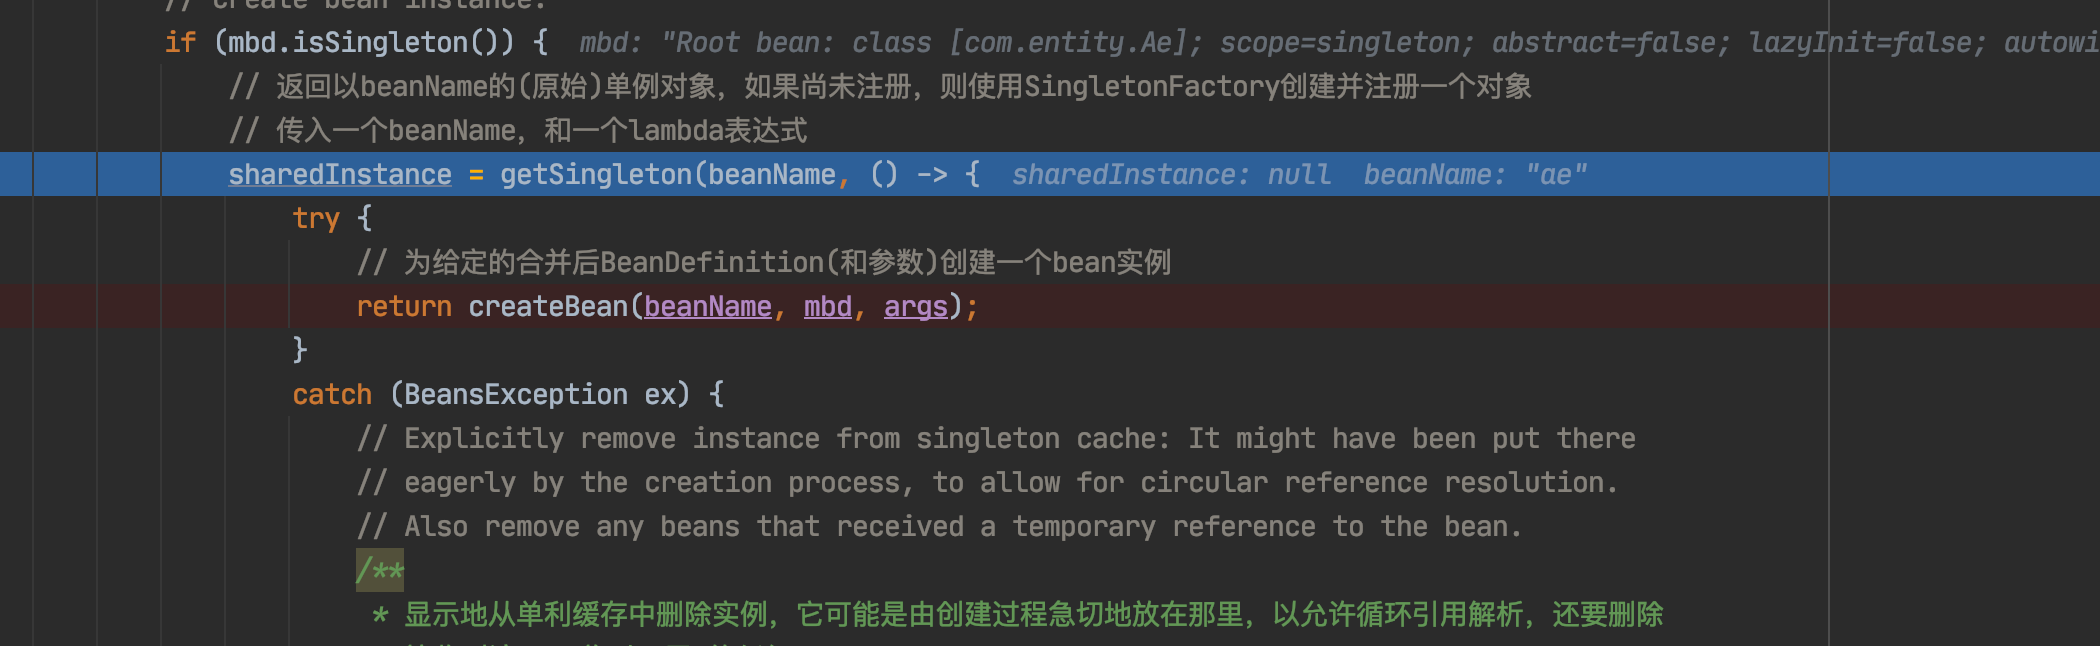 // create bean instance.
if (mbd.isSingleton()) {  mbd: "Root bean: class [com.entity.Ae]; scope=singleton; abstract=false; lazyInit=false; autowi
// 返回以beanName的(原始)单例对象，如果尚未注册，则使用SingletonFactory创建并注册一个对象
// 传入一个beanName，和一个lambda表达式
sharedInstance = getSingleton(beanName, () -> {  sharedInstance: null  beanName: "ae"
try {
// 为给定的合并后BeanDefinition(和参数)创建一个bean实例
return createBean(beanName, mbd, args);
}
catch (BeansException ex) {
// Explicitly remove instance from singleton cache: It might have been put there
// eagerly by the creation process, to allow for circular reference resolution.
// Also remove any beans that received a temporary reference to the bean.
/**
* 显示地从单利缓存中删除实例，它可能是由创建过程急切地放在那里，以允许循环引用解析，还要删除